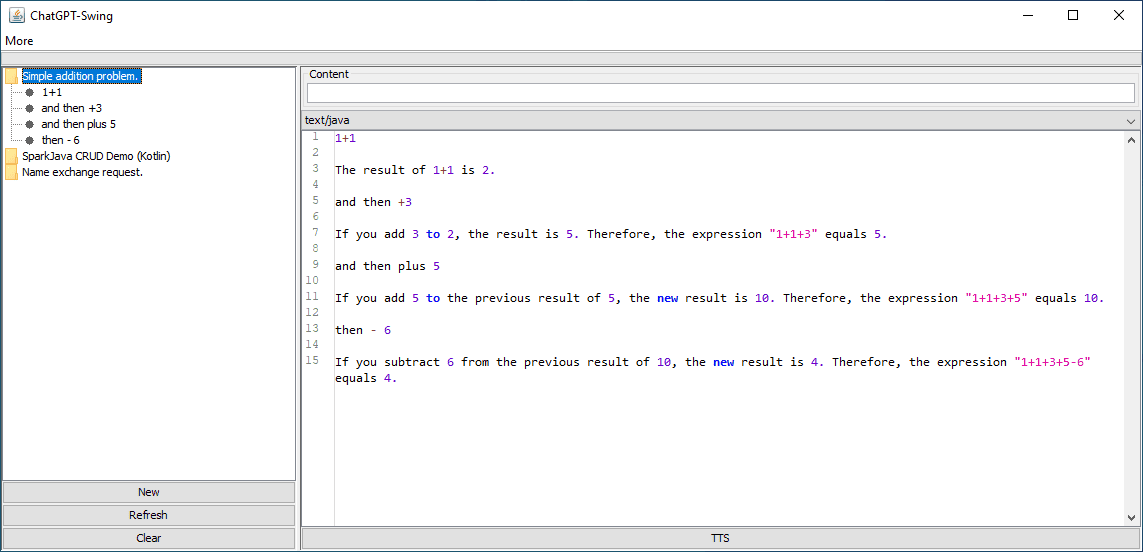 ChatGPT-Swing
More
Simple addition problem.
1+1
and then +3
and then plus 5
then - 6
SparkJava CRUD Demo (Kotlin)
Name exchange request.
New
Refresh
Clear
Content
text/java
1 1+1
2
3 The result of 1+1 is 2.
4
5 and then +3
6
7 If you add 3 to 2, the result is 5. Therefore, the expression "1+1+3" equals 5.
8
9 and then plus 5
10
11 If you add 5 to the previous result of 5, the new result is 10. Therefore, the expression "1+1+3+5" equals 10.
12
13 then - 6
14
15 If you subtract 6 from the previous result of 10, the new result is 4. Therefore, the expression "1+1+3+5-6"
equals 4.
TTS